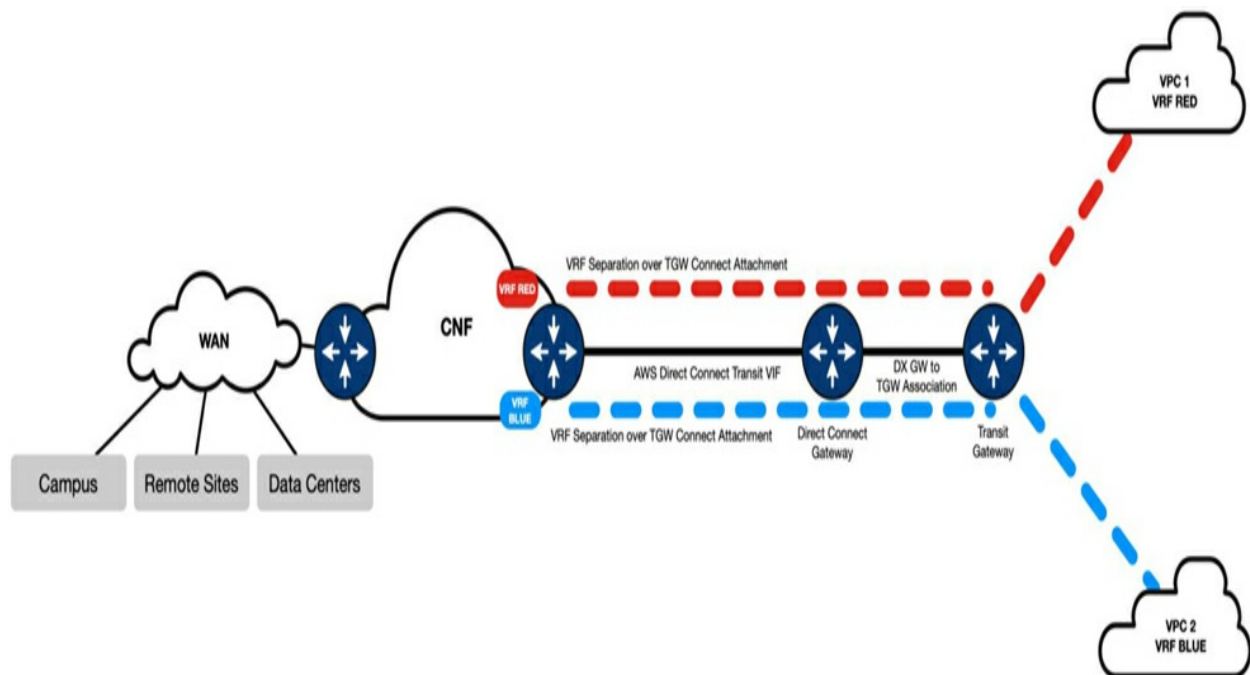 VPC 1
VRF RED
VRF Separation over TGW Connect Attachment
VRF RED
CNF
WAN
AWS Direct Connect Transit VIF
DX GW to
TGW Association
VRF
BLUE
VRF Separation over TGW Connect Attachment
Direct Connect
Gateway
Transit
Gateway
Campus
Remote Sites
Data Centers
VPC 2
VRF BLUE